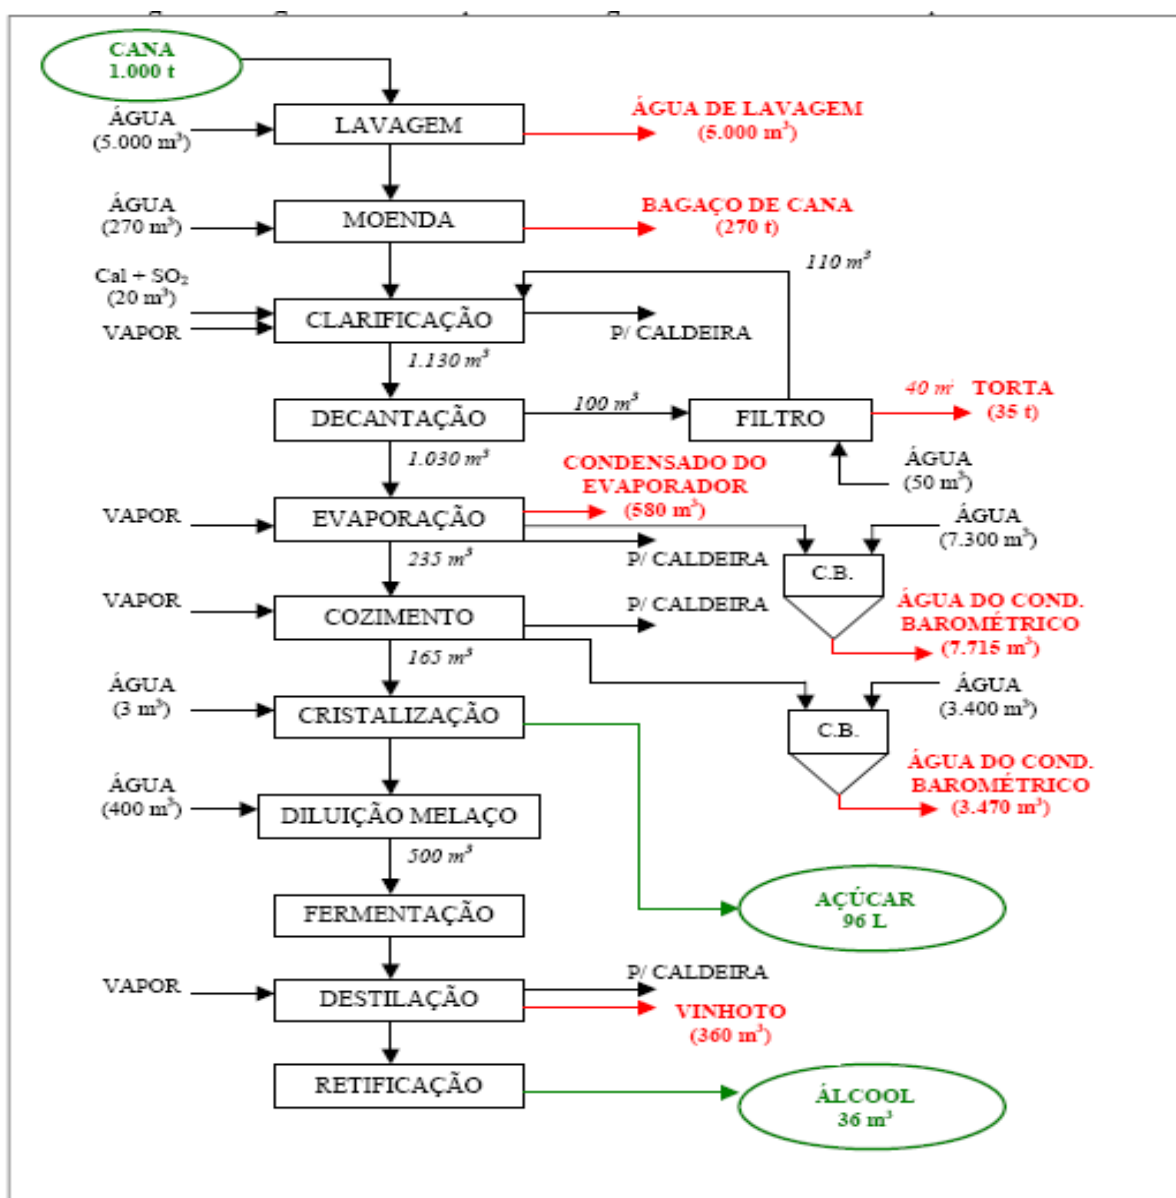 CANA
1.000 t
ÁGUA
(5.000 m³)
LAVAGEM
ÁGUA DE LAVAGEM
(5.000 m³)
ÁGUA
(270 m³)
MOENDA
BAGAÇO DE CANA
(270 t)
110 m³
Cal + SO₂
(20 m³)
VAPOR
CLARIFICAÇÃO
P/ CALDEIRA
1.130 m³
DECANTAÇÃO
100 m³
FILTRO
40 m
TORTA
(35 t)
ÁGUA
(50 m³)
1.030 m³
CONDENSADO DO
EVAPORADOR
(580 m³)
VAPOR
EVAPORAÇÃO
P/ CALDEIRA
ÁGUA
(7.300 m³)
C.B.
ÁGUA DO COND.
BAROMÉTRICO
(7.715 m³)
235 m³
VAPOR
COZIMENTO
P/ CALDEIRA
165 m³
ÁGUA
(3 m³)
CRISTALIZAÇÃO
ÁGUA
(3.400 m³)
C.B.
ÁGUA DO COND.
BAROMÉTRICO
(3.470 m³)
ÁGUA
(400 m³)
DILUIÇÃO MELAÇO
500 m³
FERMENTAÇÃO
AÇÚCAR
96 L
VAPOR
DESTILAÇÃO
P/ CALDEIRA
VINHOTO
(360 m³)
RETIFICAÇÃO
ÁLCOOL
36 m³